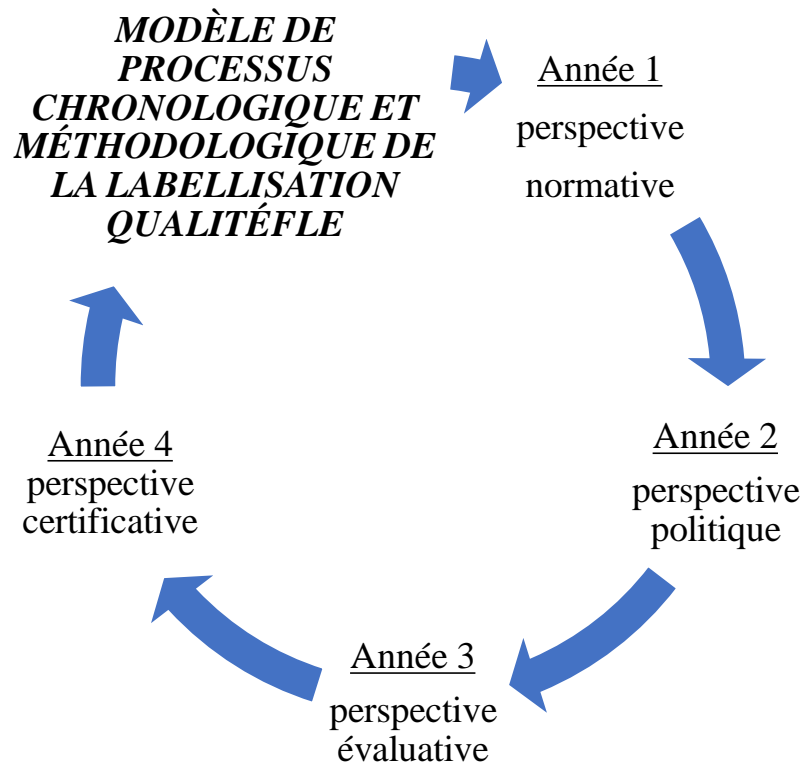 MODÈLE DE
PROCESSUS
CHRONOLOGIQUE ET
MÉTHODOLOGIQUE DE
LA LABELLISATION
QUALITÉFLE
Année 1
perspective
normative
Année 2
perspective
politique
Année 3
perspective
évaluative
Année 4
perspective
certificative